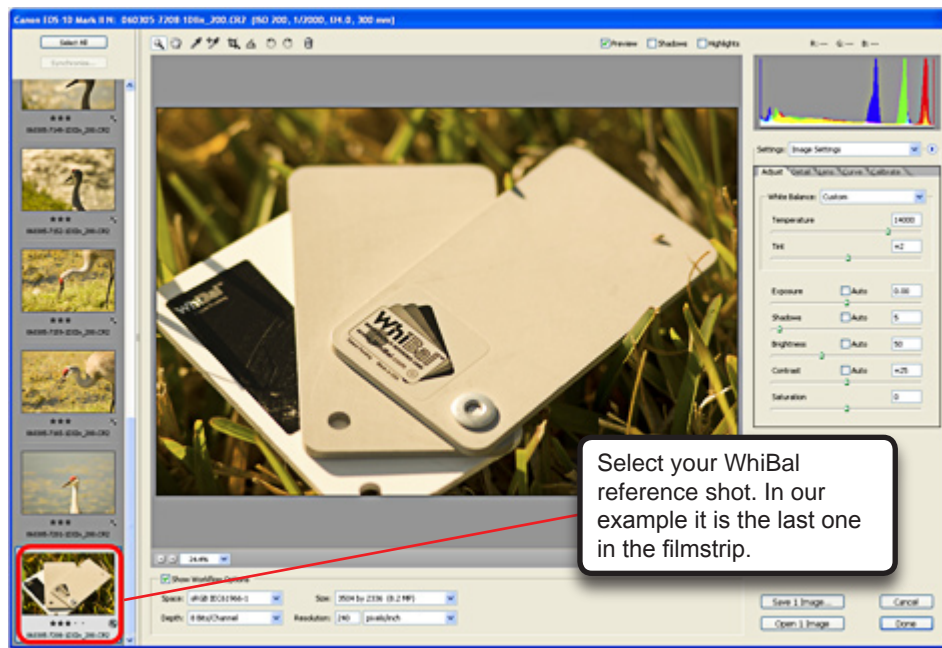 Canon EOS-1D Mark II N: 060305-7208-1DIIn_200.CR2 (ISO 200, 1/2000, f/4.0, 300 mm)
Select All
Synchronize...
Preview Shadows Highlights
R: --- G: --- B: ---
Settings: Image Settings
Adjust Detail Lens Curve Calibrate
White Balance: Custom
Temperature 14000
Tint +2
Exposure Auto 0.00
Shadows Auto 5
Brightness Auto 50
Contrast Auto +25
Saturation 0
WhiBal™
WhiBal™
Select your WhiBal
reference shot. In our
example it is the last one
in the filmstrip.
24.4%
Show Workflow Options
Space: sRGB IEC61966-1
Size: 3504 by 2336 (8.2 MP)
Depth: 8 Bits/Channel
Resolution: 240 pixels/inch
Save 1 Image... Cancel
Open 1 Image Done